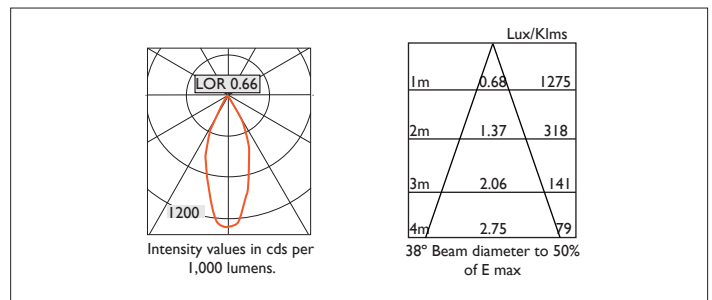 LOR 0.66
1200
Intensity values in cds per
1,000 lumens.
Lux/Klms
1m 0.68 1275
2m 1.37 318
3m 2.06 141
4m 2.75 79
38º Beam diameter to 50%
of E max